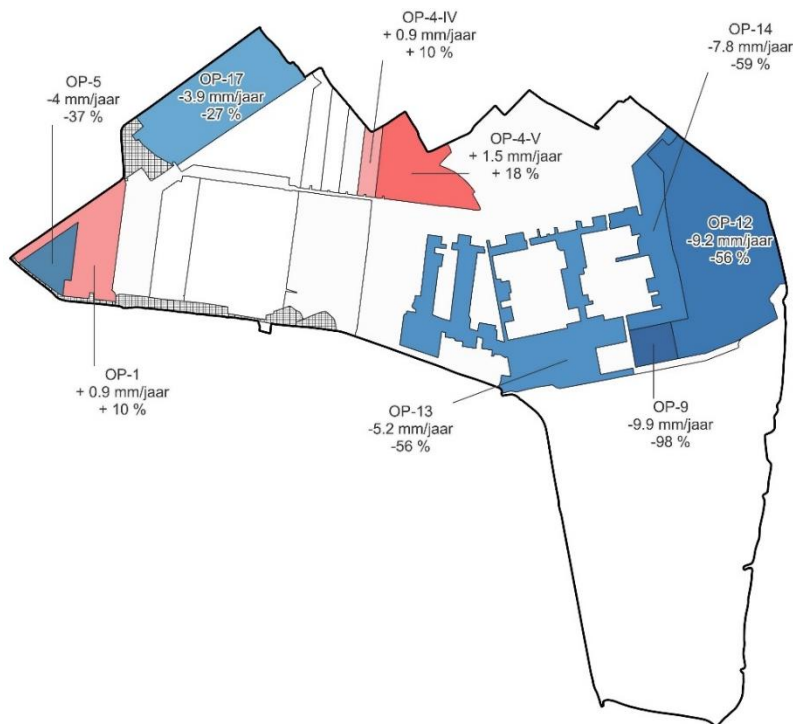 OP-4-IV
+ 0.9 mm/jaar
+ 10 %
OP-14
-7.8 mm/jaar
-59 %
OP-5
-4 mm/jaar
-37 %
OP-17
-3.9 mm/jaar
-27 %
OP-4-V
+ 1.5 mm/jaar
+ 18 %
OP-12
-9.2 mm/jaar
-56 %
OP-1
+ 0.9 mm/jaar
+ 10 %
OP-13
-5.2 mm/jaar
-56 %
OP-9
-9.9 mm/jaar
-98 %